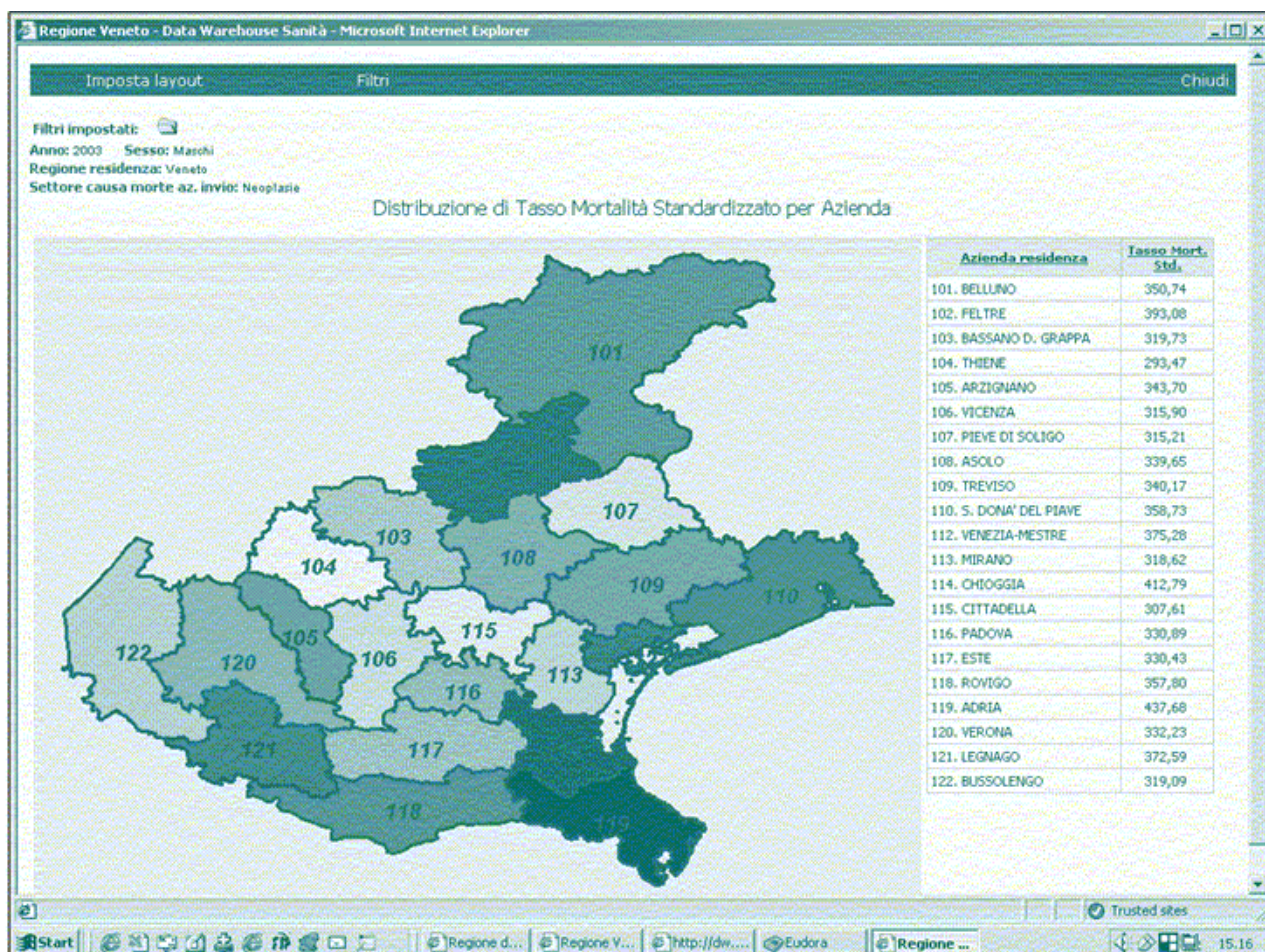 Regione Veneto - Data Warehouse Sanità - Microsoft Internet Explorer
Imposta layout Filtri Chiudi
Filtri impostati:
Anno: 2003 Sesso: Maschi
Regione residenza: Veneto
Settore causa morte az. invio: Neoplasie
Distribuzione di Tasso Mortalità Standardizzato per Azienda
Azienda residenza Tasso Mort. Std.
101. BELLUNO 350,74
102. FELTRE 393,08
103. BASSANO D. GRAPPA 319,73
104. THIENE 293,47
105. ARZIGNANO 343,70
106. VICENZA 315,90
107. PIEVE DI SOLIGO 315,21
108. ASOLO 339,65
109. TREVISO 340,17
110. S. DONA' DEL PIAVE 358,73
112. VENEZIA-MESTRE 375,28
113. MIRANO 318,62
114. CHIOGGIA 412,79
115. CITTADELLA 307,61
116. PADOVA 330,89
117. ESTE 330,43
118. ROVIGO 357,80
119. ADRIA 437,68
120. VERONA 332,23
121. LEGNAGO 372,59
122. BUSSOLENGO 319,09
101
107
103
108
104
109
110
105
115
122
120
106
113
116
121
117
118
119
Trusted sites
Start Regione d... Regione V... http://dw.... Eudora Regione ... 15.16